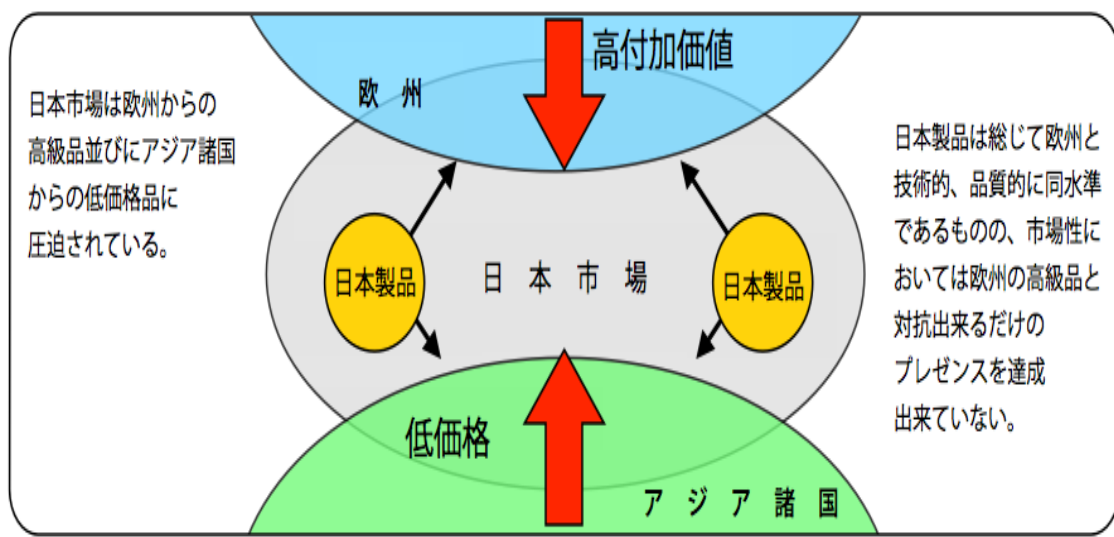 高付加価値
欧 州
日本市場は欧州からの
高級品並びにアジア諸国
からの低価格品に
圧迫されている。
日本製品
日 本 市 場
日本製品
日本製品は総じて欧州と
技術的、品質的に同水準
であるものの、市場性に
おいては欧州の高級品と
対抗出来るだけの
プレゼンスを達成
出来ていない。
低価格
ア ジ ア 諸 国